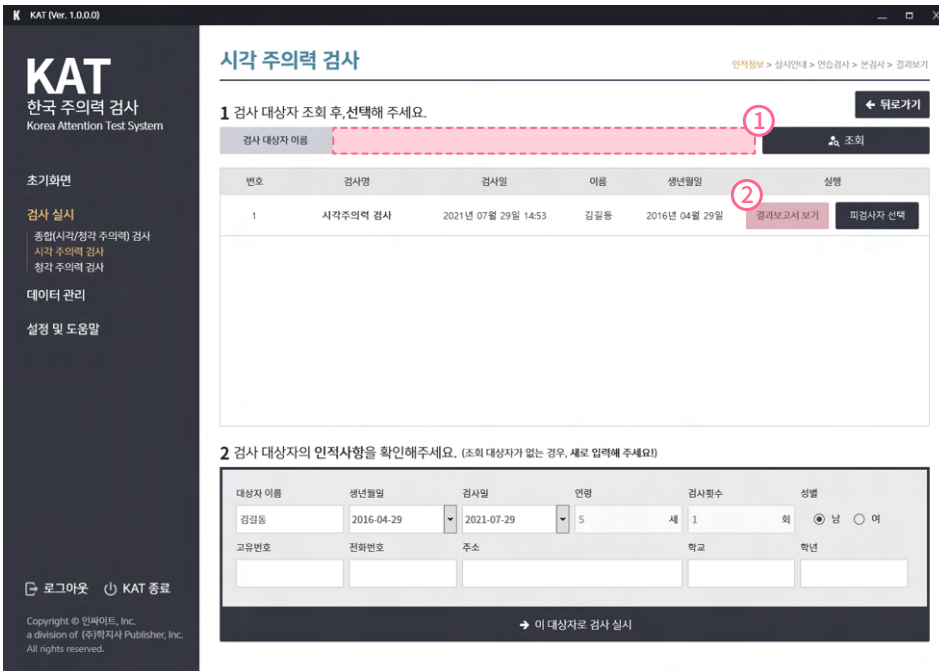 K KAT (Ver. 1.0.0.0)
KAT
한국 주의력 검사
Korea Attention Test System
초기화면
검사 실시
종합(시각/청각 주의력) 검사
시각 주의력 검사
청각 주의력 검사
데이터 관리
설정 및 도움말
로그아웃 KAT 종료
Copyright © 인싸이트, Inc.
a division of (주)학지사 Publisher, Inc.
All rights reserved.
시각 주의력 검사
인적정보 > 실시안내 > 연습검사 > 본검사 > 결과보기
1 검사 대상자 조회 후,선택해 주세요.
뒤로가기
검사 대상자 이름 ① 조회
번호 검사명 검사일 이름 생년월일 실행
②
1 시각주의력 검사 2021년 07월 29일 14:53 김길동 2016년 04월 29일 결과보고서 보기 피검사자 선택
2 검사 대상자의 인적사항을 확인해주세요. (조회 대상자가 없는 경우, 새로 입력해 주세요!)
대상자 이름 생년월일 검사일 연령 검사횟수 성별
김길동 2016-04-29 2021-07-29 5 세 1 회 남 여
고유번호 전화번호 주소 학교 학년
이 대상자로 검사 실시